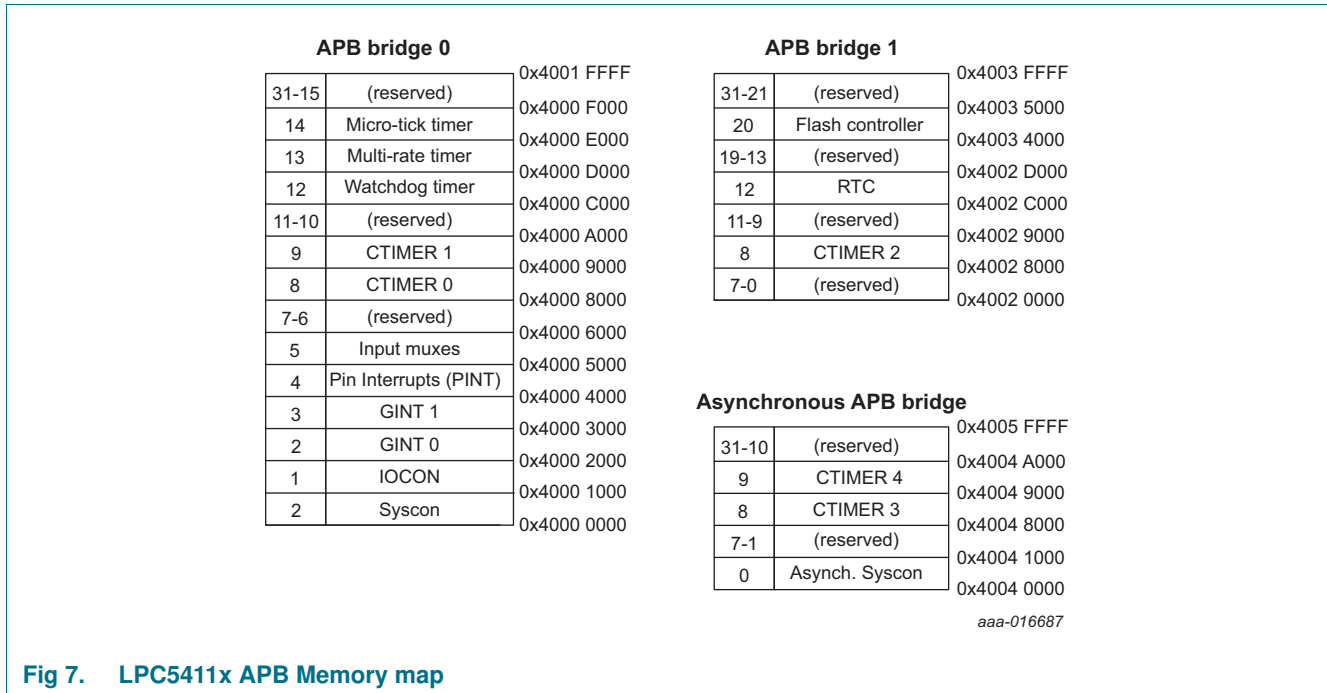 APB bridge 0
0x4001 FFFF
31-15 (reserved)
0x4000 F000
14 Micro-tick timer
0x4000 E000
13 Multi-rate timer
0x4000 D000
12 Watchdog timer
0x4000 C000
11-10 (reserved)
0x4000 A000
9 CTIMER 1
0x4000 9000
8 CTIMER 0
0x4000 8000
7-6 (reserved)
0x4000 6000
5 Input muxes
0x4000 5000
4 Pin Interrupts (PINT)
0x4000 4000
3 GINT 1
0x4000 3000
2 GINT 0
0x4000 2000
1 IOCON
0x4000 1000
2 Syscon
0x4000 0000
APB bridge 1
0x4003 FFFF
31-21 (reserved)
0x4003 5000
20 Flash controller
0x4003 4000
19-13 (reserved)
0x4002 D000
12 RTC
0x4002 C000
11-9 (reserved)
0x4002 9000
8 CTIMER 2
0x4002 8000
7-0 (reserved)
0x4002 0000
Asynchronous APB bridge
0x4005 FFFF
31-10 (reserved)
0x4004 A000
9 CTIMER 4
0x4004 9000
8 CTIMER 3
0x4004 8000
7-1 (reserved)
0x4004 1000
0 Asynch. Syscon
0x4004 0000
aaa-016687
Fig 7. LPC5411x APB Memory map